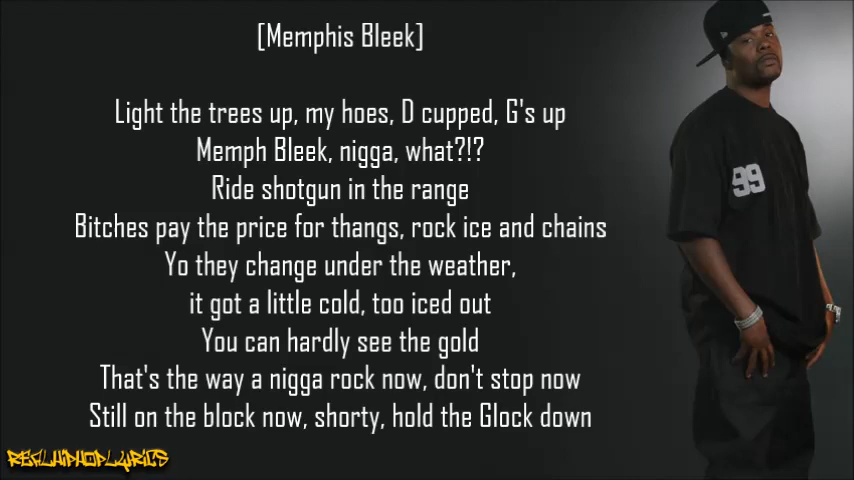 [Memphis Bleek]
Light the trees up, my hoes, D cupped, G's up
Memph Bleek, nigga, what?!?
Ride shotgun in the range
Bitches pay the price for thangs, rock ice and chains
Yo they change under the weather,
it got a little cold, too iced out
You can hardly see the gold
That's the way a nigga rock now, don't stop now
Still on the block now, shorty, hold the Glock down
99
REALHIPHOPLYRICS